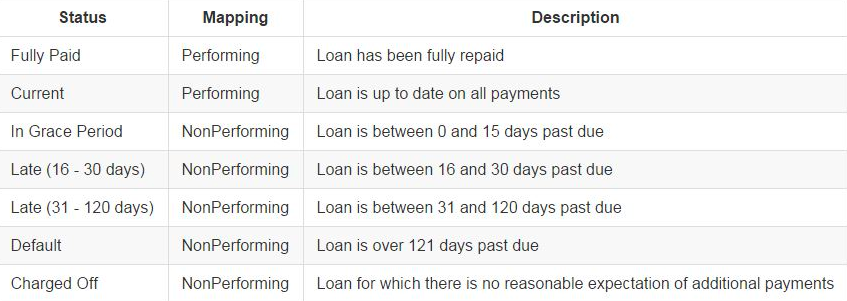 Status Mapping Description
Fully Paid Performing Loan has been fully repaid
Current Performing Loan is up to date on all payments
In Grace Period NonPerforming Loan is between 0 and 15 days past due
Late (16 - 30 days) NonPerforming Loan is between 16 and 30 days past due
Late (31 - 120 days) NonPerforming Loan is between 31 and 120 days past due
Default NonPerforming Loan is over 121 days past due
Charged Off NonPerforming Loan for which there is no reasonable expectation of additional payments